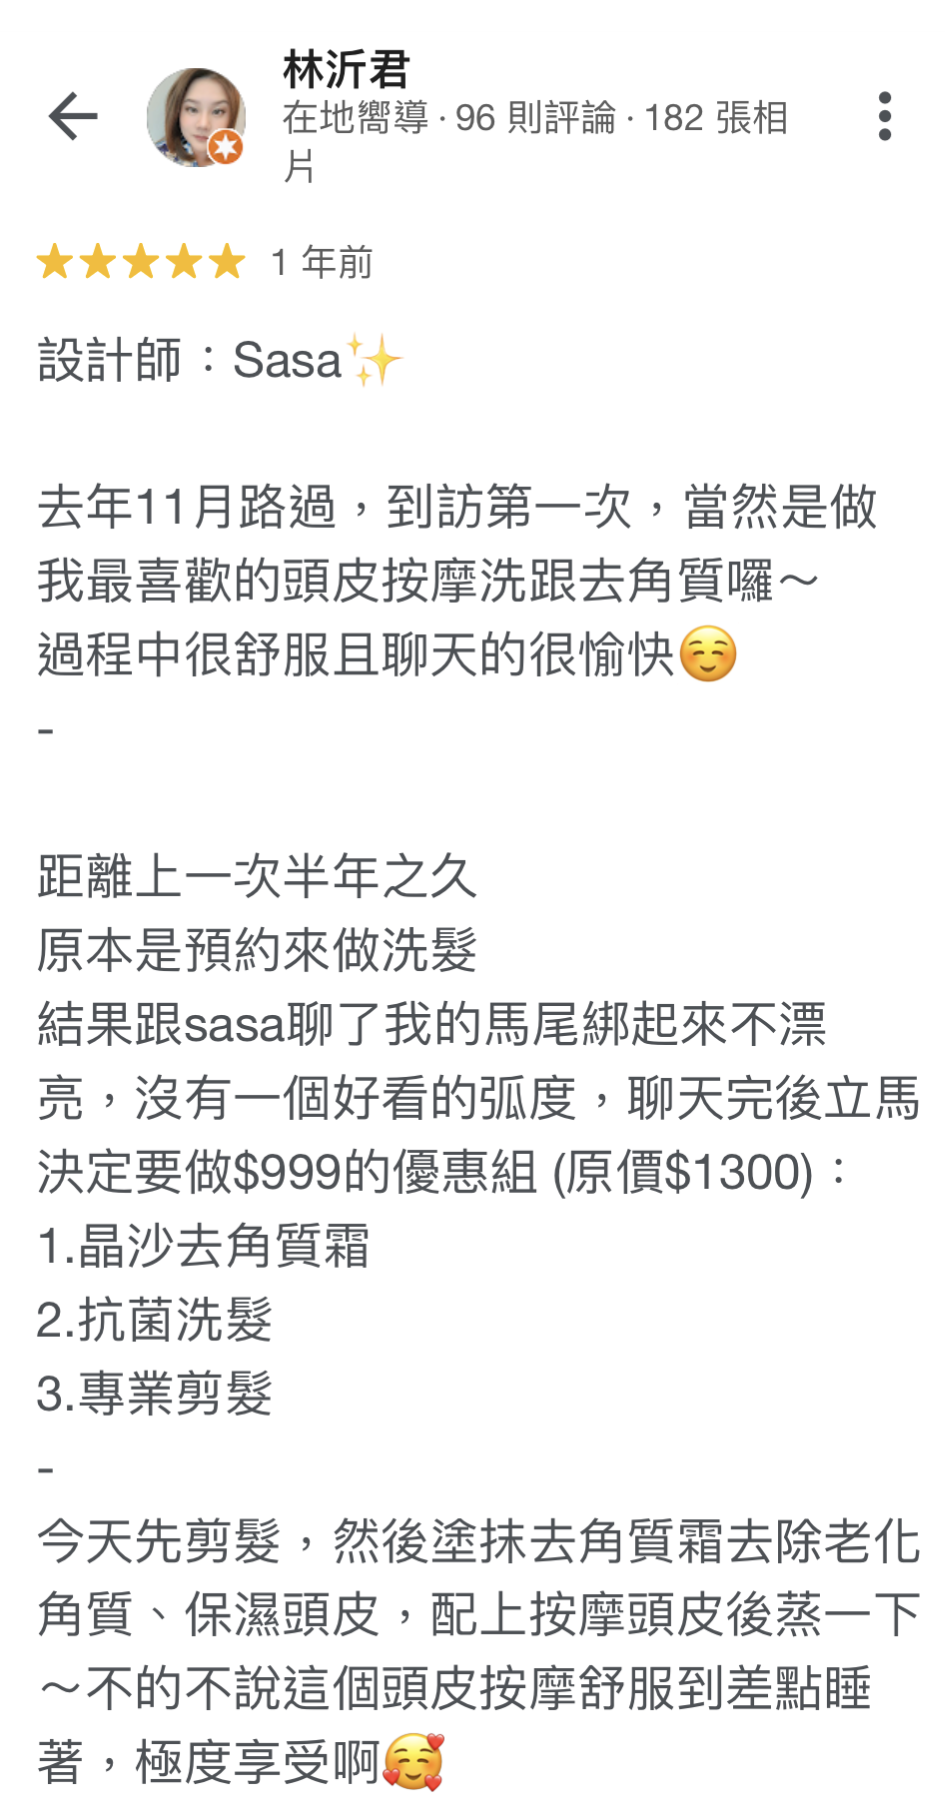 林沂君
在地嚮導 · 96 則評論 · 182 張相
片
1 年前
設計師：Sasa✨
去年11月路過，到訪第一次，當然是做
我最喜歡的頭皮按摩洗跟去角質囉～
過程中很舒服且聊天的很愉快☺️
-
距離上一次半年之久
原本是預約來做洗髮
結果跟sasa聊了我的馬尾綁起來不漂
亮，沒有一個好看的弧度，聊天完後立馬
決定要做$999的優惠組 (原價$1300)：
1.晶沙去角質霜
2.抗菌洗髮
3.專業剪髮
-
今天先剪髮，然後塗抹去角質霜去除老化
角質、保濕頭皮，配上按摩頭皮後蒸一下
～不的不說這個頭皮按摩舒服到差點睡
著，極度享受啊🥰